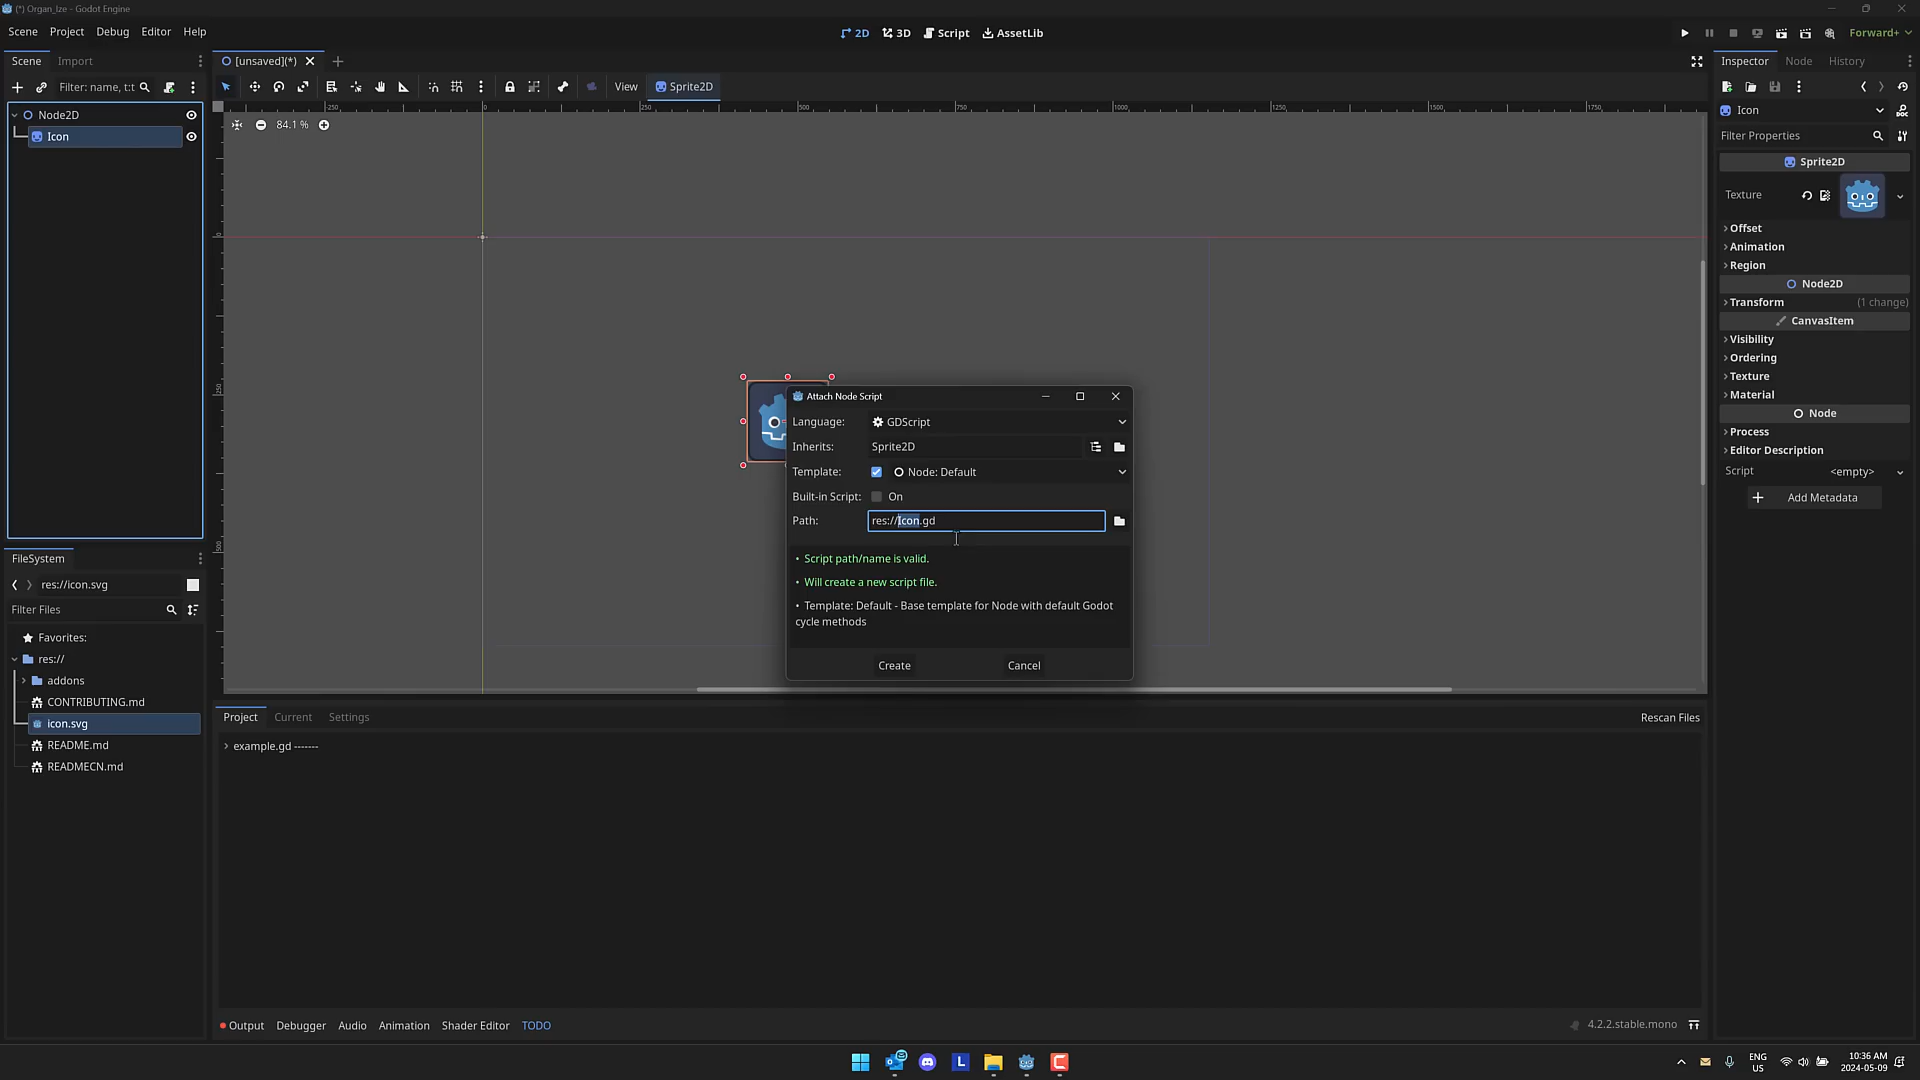 (*) Organ_Ize - Godot Engine
Scene Project Debug Editor Help
2D 3D Script AssetLib
Forward+
Scene Import
[unsaved](*)
Inspector Node History
Filter: name, t:t
View Sprite2D
Node2D
Icon
84.1 %
Icon
Filter Properties
Sprite2D
Texture
Offset
Animation
Region
Node2D
Transform (1 change)
CanvasItem
Visibility
Ordering
Texture
Material
Node
Process
Editor Description
Script <empty>
Add Metadata
Attach Node Script
Language: GDScript
Inherits: Sprite2D
Template: Node: Default
Built-in Script: On
Path: res://Icon.gd
• Script path/name is valid.
• Will create a new script file.
• Template: Default - Base template for Node with default Godot
cycle methods
Create Cancel
FileSystem
res://icon.svg
Filter Files
Favorites:
res://
addons
CONTRIBUTING.md
icon.svg
README.md
READMECN.md
Project Current Settings Rescan Files
example.gd -------
Output Debugger Audio Animation Shader Editor TODO
4.2.2.stable.mono
L
ENG
US
10:36 AM
2024-05-09